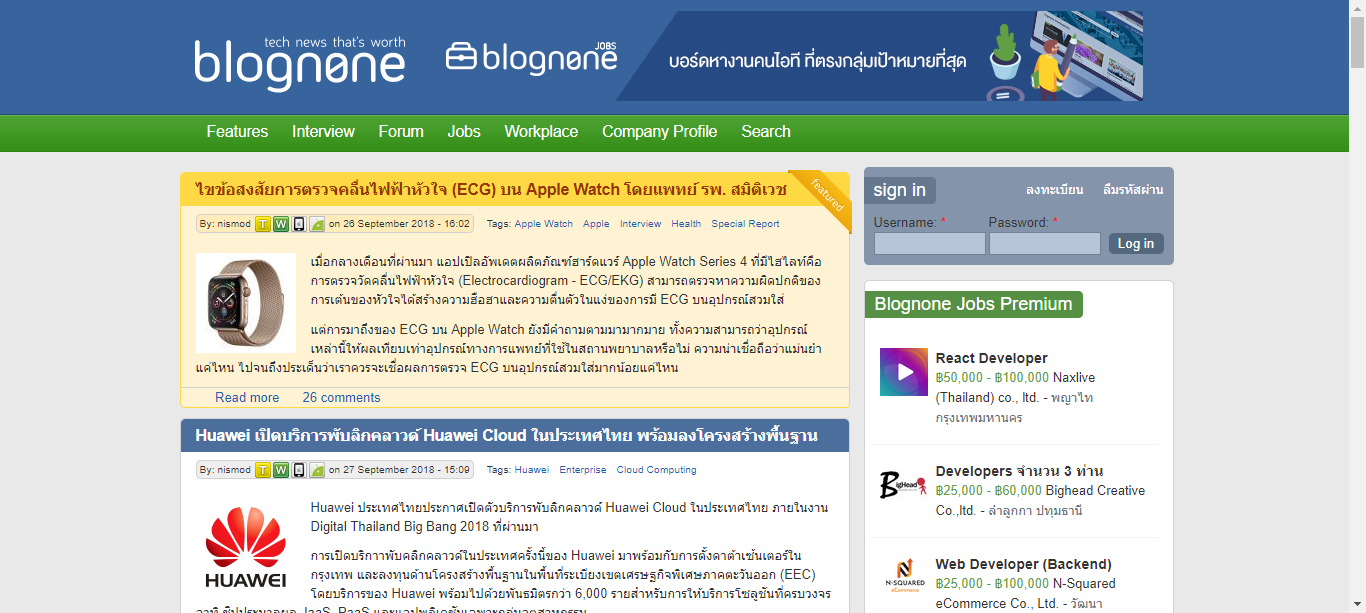 tech news that's worth
blognone
blognone JOBS
บอร์ดหางานคนไอที ที่ตรงกลุ่มเป้าหมายที่สุด
Features Interview Forum Jobs Workplace Company Profile Search
ไขข้อสงสัยการตรวจคลื่นไฟฟ้าหัวใจ (ECG) บน Apple Watch โดยแพทย์ รพ. สมิติเวช
featured
By: nismod T W on 26 September 2018 - 16:02 Tags: Apple Watch Apple Interview Health Special Report
เมื่อกลางเดือนที่ผ่านมา แอปเปิลอัพเดตผลิตภัณฑ์ฮาร์ดแวร์ Apple Watch Series 4 ที่มีไฮไลท์คือ
การตรวจวัดคลื่นไฟฟ้าหัวใจ (Electrocardiogram - ECG/EKG) สามารถตรวจหาความผิดปกติของ
การเต้นของหัวใจได้สร้างความฮือฮาและความตื่นตัวในแง่ของการมี ECG บนอุปกรณ์สวมใส่
แต่การมาถึงของ ECG บน Apple Watch ยังมีคำถามตามมามากมาย ทั้งความสามารถว่าอุปกรณ์
เหล่านี้ให้ผลเทียบเท่าอุปกรณ์ทางการแพทย์ที่ใช้ในสถานพยาบาลหรือไม่ ความน่าเชื่อถือว่าแม่นยำ
แค่ไหน ไปจนถึงประเด็นว่าเราควรจะเชื่อผลการตรวจ ECG บนอุปกรณ์สวมใส่มากน้อยแค่ไหน
Read more 26 comments
Huawei เปิดบริการพับลิกคลาวด์ Huawei Cloud ในประเทศไทย พร้อมลงโครงสร้างพื้นฐาน
By: nismod T W on 27 September 2018 - 15:09 Tags: Huawei Enterprise Cloud Computing
HUAWEI
Huawei ประเทศไทยประกาศเปิดตัวบริการพับลิกคลาวด์ Huawei Cloud ในประเทศไทย ภายในงาน
Digital Thailand Big Bang 2018 ที่ผ่านมา
การเปิดบริกาาพับคลิกคลาวด์ในประเทศครั้งนี้ของ Huawei มาพร้อมกับการตั้งดาต้าเซ็นเตอร์ใน
กรุงเทพ และลงทุนด้านโครงสร้างพื้นฐานในพื้นที่ระเบียงเขตเศรษฐกิจพิเศษภาคตะวันออก (EEC)
โดยบริการของ Huawei พร้อมไปด้วยพันธมิตรกว่า 6,000 รายสำหรับการให้บริการโซลูชันที่ครบวงจร
sign in ลงทะเบียน ลืมรหัสผ่าน
Username: * Password: *
Log in
Blognone Jobs Premium
React Developer
฿50,000 - ฿100,000 Naxlive
(Thailand) co., ltd. - พญาไท
กรุงเทพมหานคร
BigHead
Developers จำนวน 3 ท่าน
฿25,000 - ฿60,000 Bighead Creative
Co.,ltd. - ลำลูกกา ปทุมธานี
N-SQUARED
eCommerce
Web Developer (Backend)
฿25,000 - ฿100,000 N-Squared
eCommerce Co., Ltd. - วัฒนา